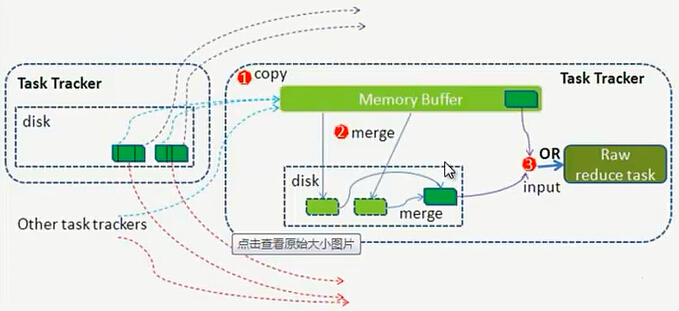 1 copy
Task Tracker
Task Tracker
disk
Memory Buffer
2 merge
OR
3
Raw
reduce task
input
disk
merge
Other task trackers
点击查看原始大小图片